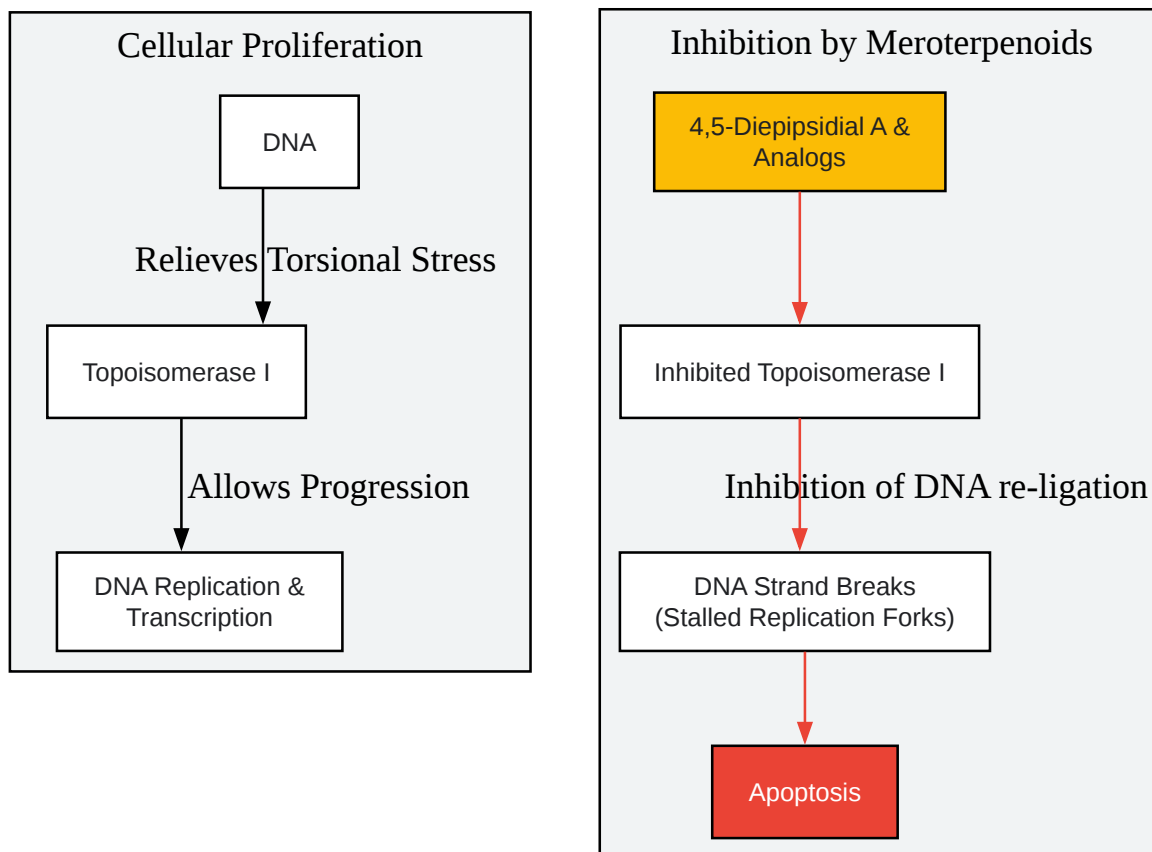 Cellular Proliferation
DNA
Relieves Torsional Stress
Topoisomerase I
Allows Progression
DNA Replication &
Transcription
Inhibition by Meroterpenoids
4,5-Diepipsidial A &
Analogs
Inhibited Topoisomerase I
Inhibition of DNA re-ligation
DNA Strand Breaks
(Stalled Replication Forks)
Apoptosis